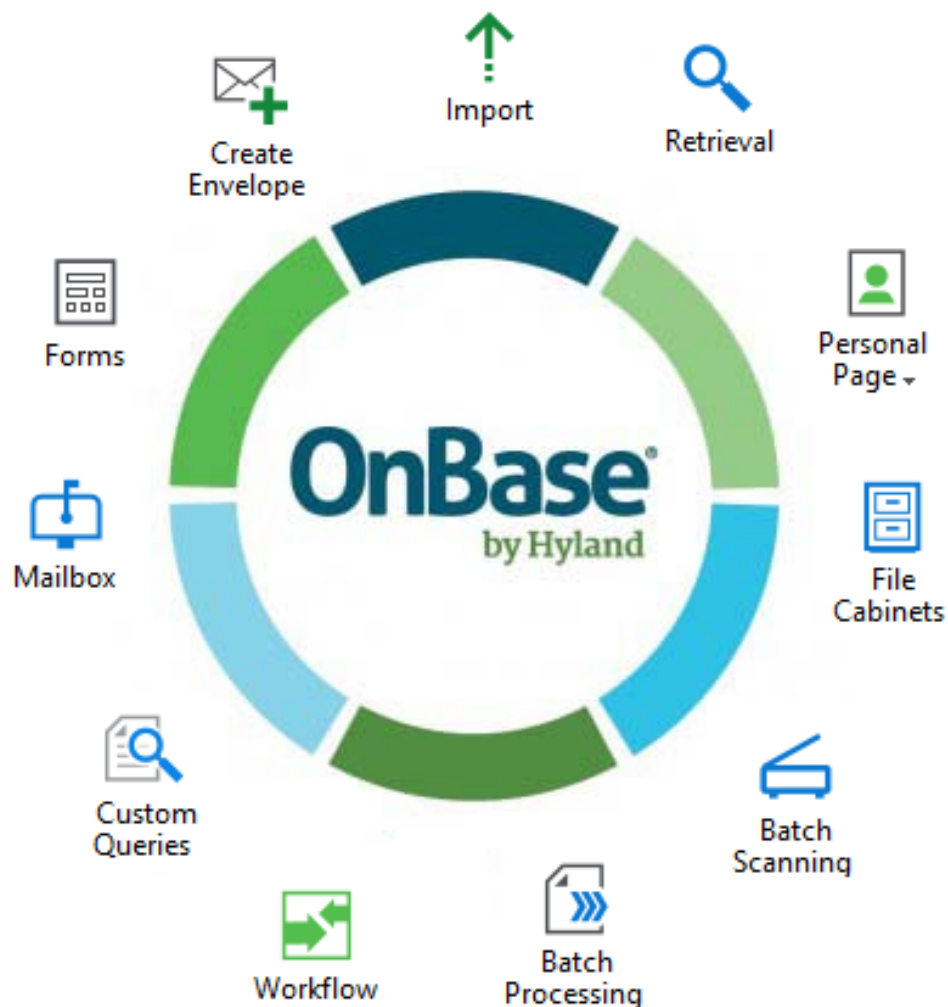 Import
Retrieval
Create
Envelope
Personal
Page
Forms
OnBase®
by Hyland
File
Cabinets
Mailbox
Custom
Queries
Batch
Scanning
Workflow
Batch
Processing